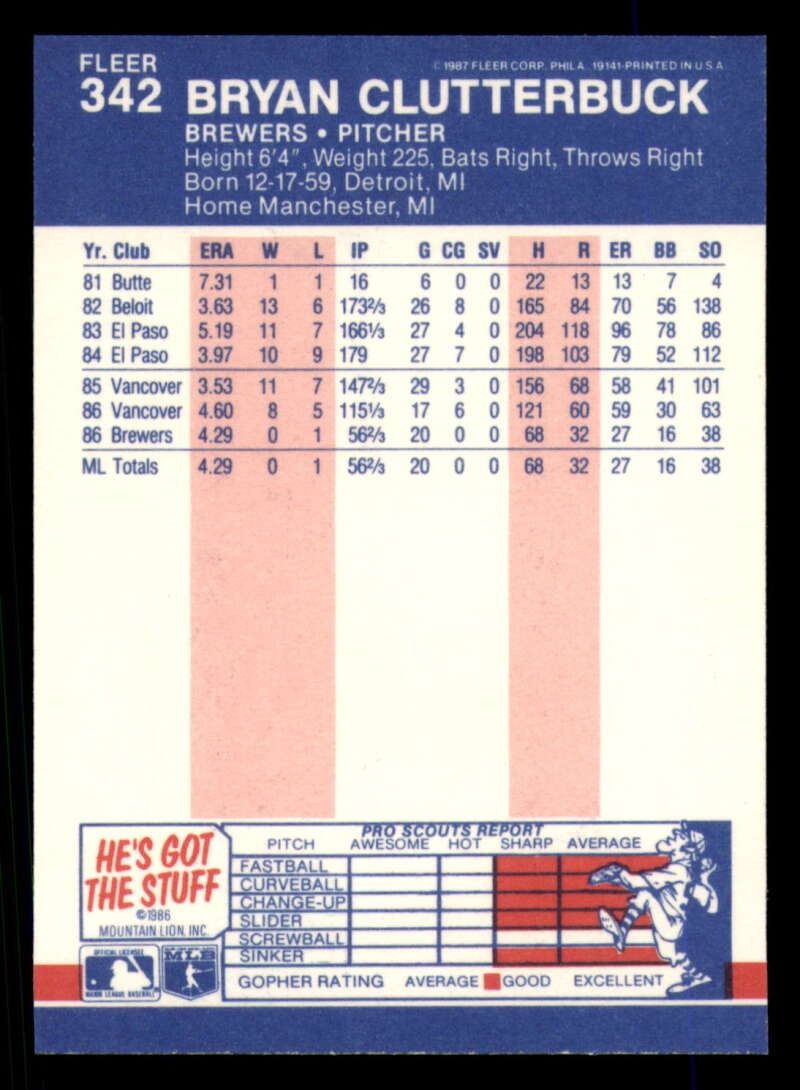 FLEER
© 1987 FLEER CORP. PHILA. 19141-PRINTED IN U.S.A.
342 BRYAN CLUTTERBUCK
BREWERS • PITCHER
Height 6'4", Weight 225, Bats Right, Throws Right
Born 12-17-59, Detroit, MI
Home Manchester, MI
Yr. Club ERA W L IP G CG SV H R ER BB SO
81 Butte 7.31 1 1 16 6 0 0 22 13 13 7 4
82 Beloit 3.63 13 6 173⅔ 26 8 0 165 84 70 56 138
83 El Paso 5.19 11 7 166⅓ 27 4 0 204 118 96 78 86
84 El Paso 3.97 10 9 179 27 7 0 198 103 79 52 112
85 Vancover 3.53 11 7 147⅔ 29 3 0 156 68 58 41 101
86 Vancover 4.60 8 5 115⅓ 17 6 0 121 60 59 30 63
86 Brewers 4.29 0 1 56⅔ 20 0 0 68 32 27 16 38
ML Totals 4.29 0 1 56⅔ 20 0 0 68 32 27 16 38
HE'S GOT
THE STUFF
©1986
MOUNTAIN LION, INC.
OFFICIAL LICENSEE
MAJOR LEAGUE BASEBALL
MLB
PRO SCOUTS REPORT
PITCH AWESOME HOT SHARP AVERAGE
FASTBALL
CURVEBALL
CHANGE-UP
SLIDER
SCREWBALL
SINKER
GOPHER RATING AVERAGE GOOD EXCELLENT